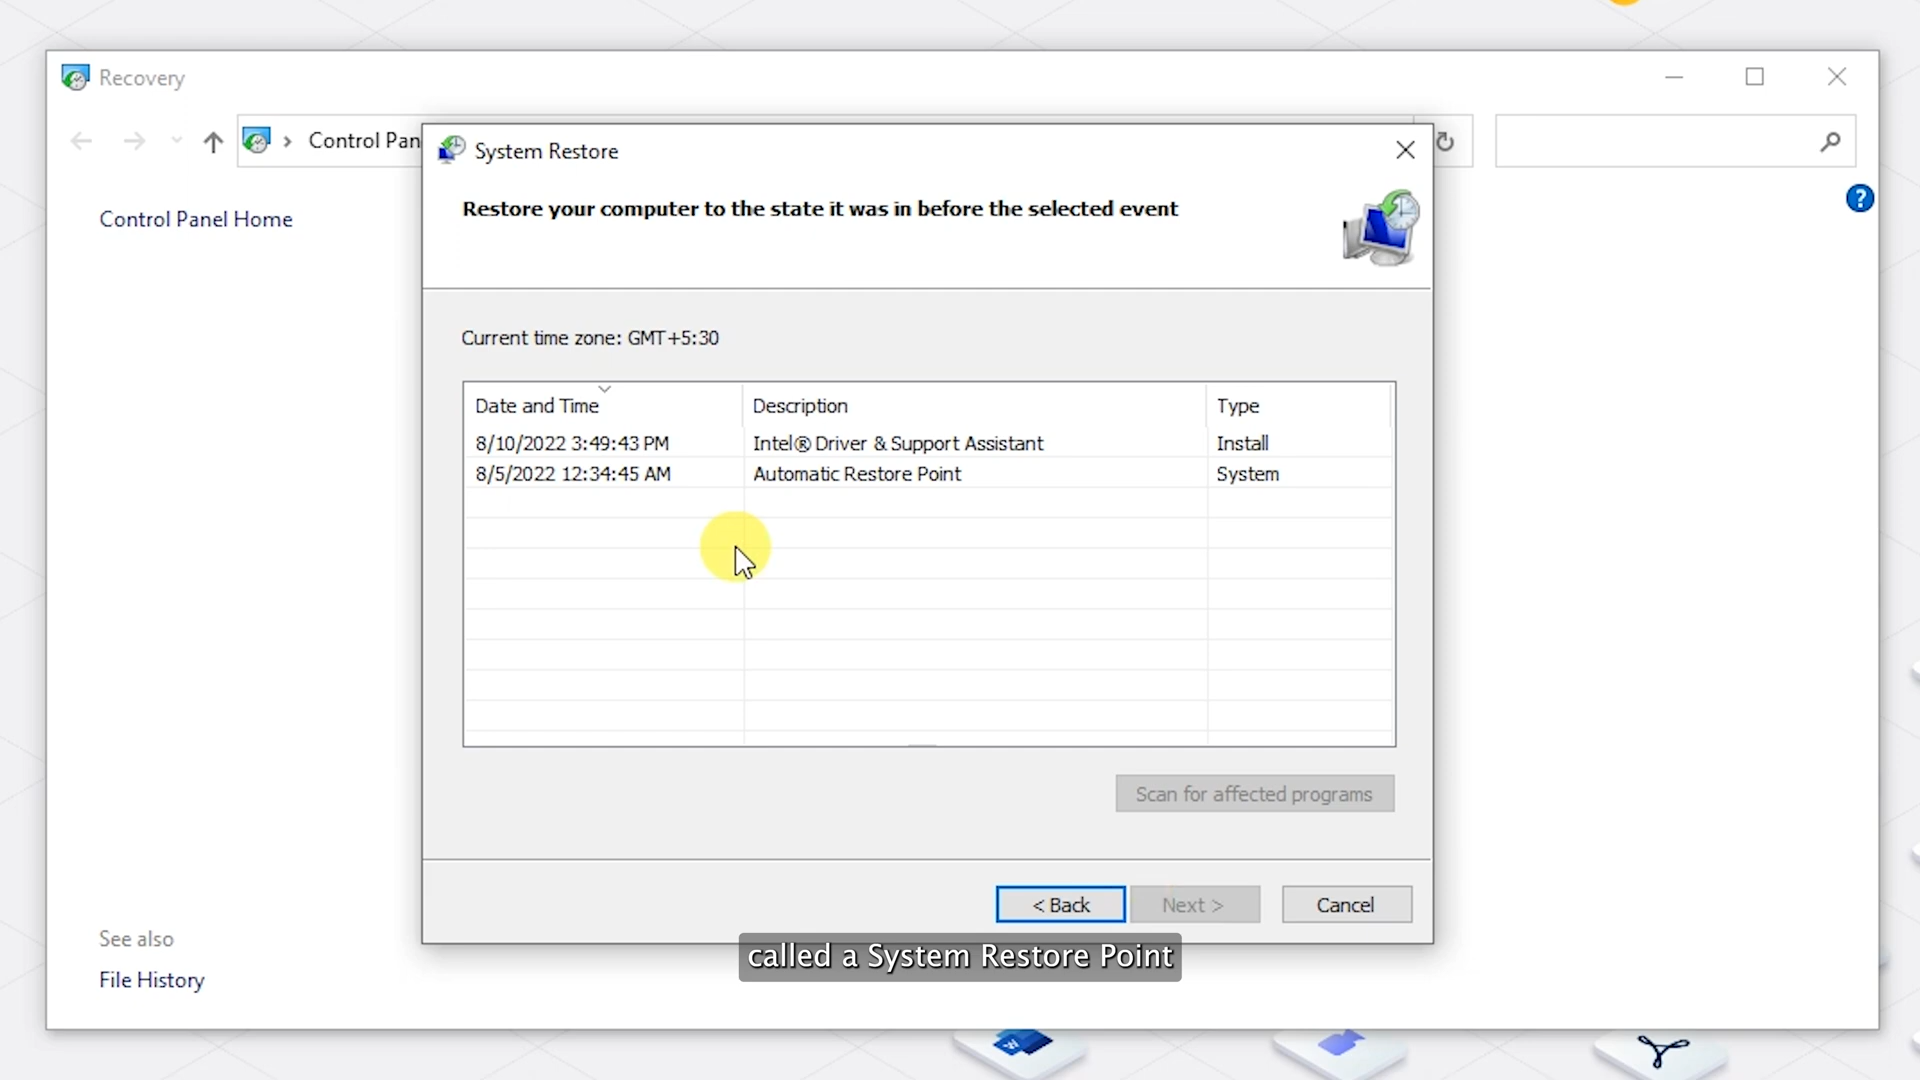 Recovery
Control Pan
System Restore
Restore your computer to the state it was in before the selected event
Control Panel Home
Current time zone: GMT+5:30
Date and Time Description Type
8/10/2022 3:49:43 PM Intel® Driver & Support Assistant Install
8/5/2022 12:34:45 AM Automatic Restore Point System
Scan for affected programs
< Back Next > Cancel
See also
File History
called a System Restore Point